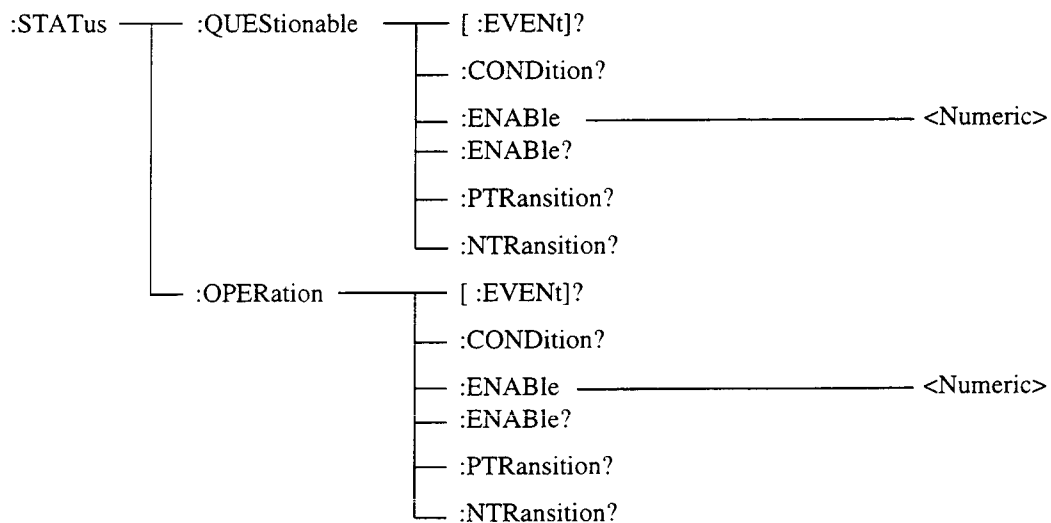 :STATus :QUEStionable [ :EVENt]?
:CONDition?
:ENABle <Numeric>
:ENABle?
:PTRansition?
:NTRansition?
:OPERation [ :EVENt]?
:CONDition?
:ENABle <Numeric>
:ENABle?
:PTRansition?
:NTRansition?